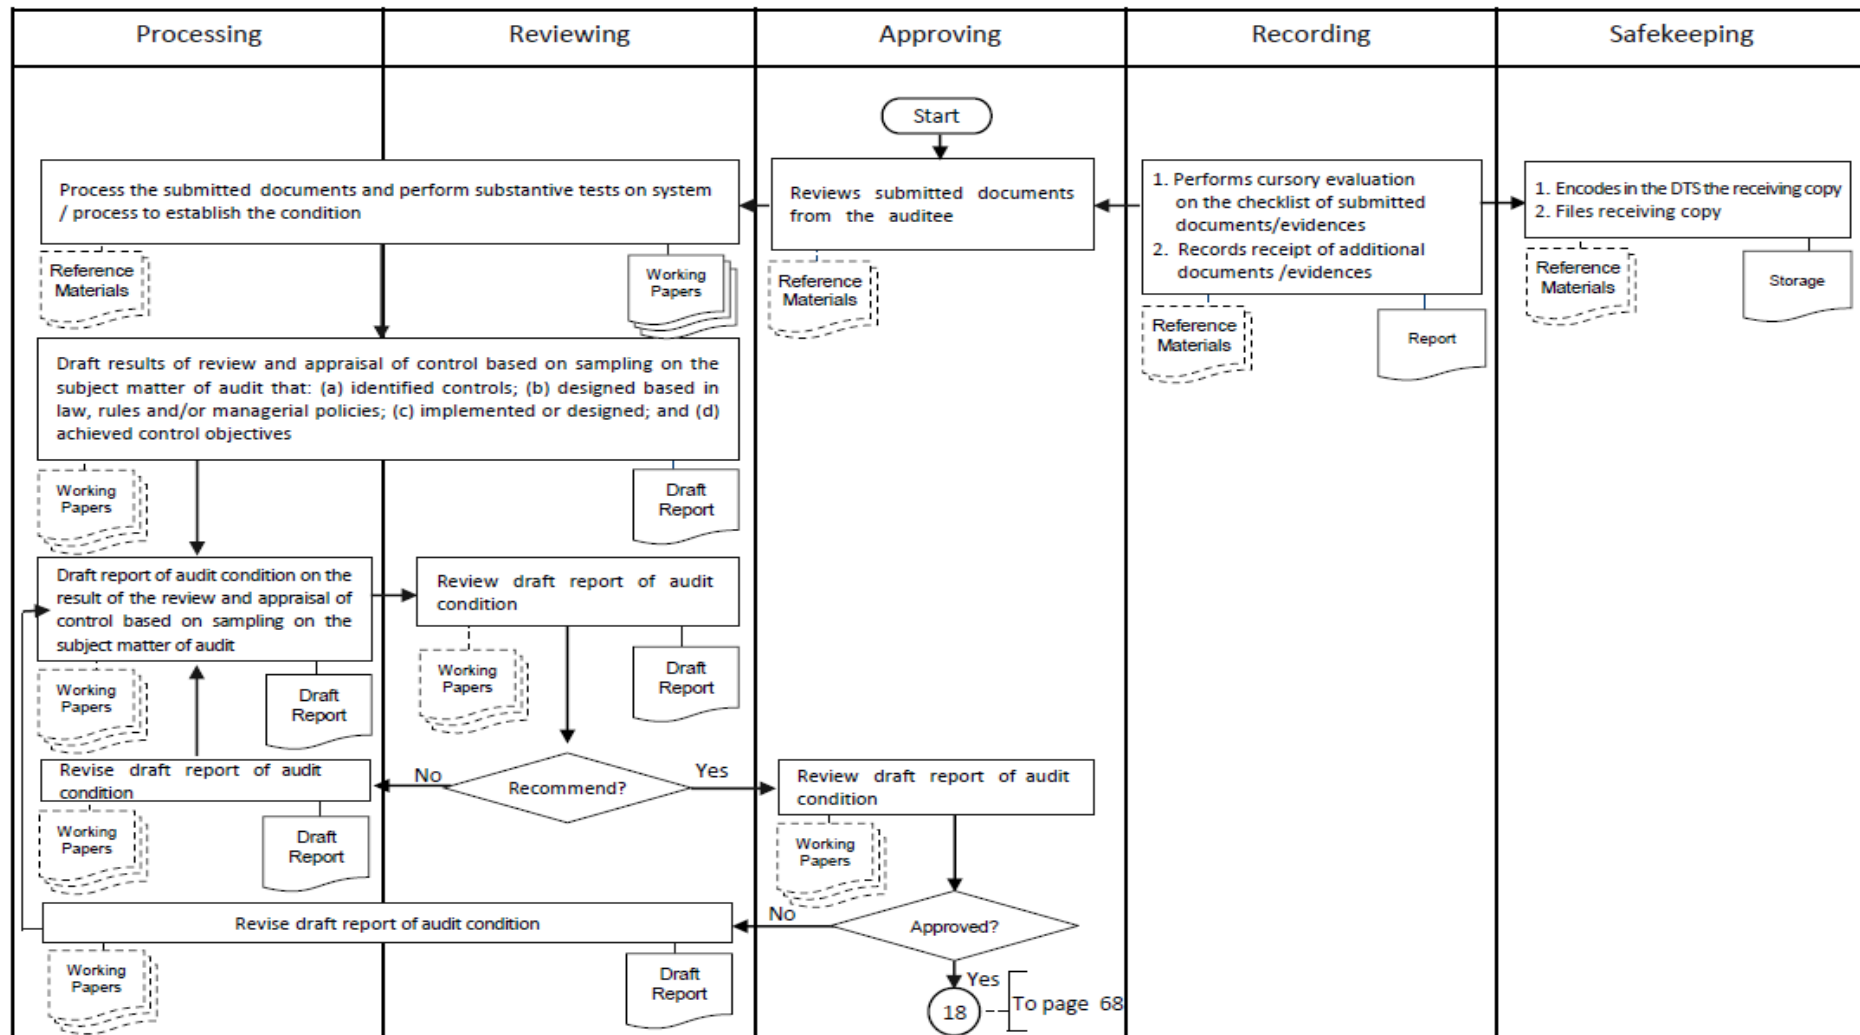 Processing
Reviewing
Approving
Recording
Safekeeping
Start
Process the submitted documents and perform substantive tests on system
/ process to establish the condition
Reviews submitted documents
from the auditee
1. Performs cursory evaluation
on the checklist of submitted
documents/evidences
2. Records receipt of additional
documents /evidences
1. Encodes in the DTS the receiving copy
2. Files receiving copy
Reference
Materials
Working
Papers
Reference
Materials
Reference
Materials
Report
Reference
Materials
Storage
Draft results of review and appraisal of control based on sampling on the
subject matter of audit that: (a) identified controls; (b) designed based in
law, rules and/or managerial policies; (c) implemented or designed; and (d)
achieved control objectives
Working
Papers
Draft
Report
Draft report of audit condition on the
result of the review and appraisal of
control based on sampling on the
subject matter of audit
Review draft report of audit
condition
Working
Papers
Draft
Report
Working
Papers
Draft
Report
Revise draft report of audit
condition
No
Recommend?
Yes
Review draft report of audit
condition
Working
Papers
Draft
Report
Working
Papers
Revise draft report of audit condition
No
Approved?
Working
Papers
Draft
Report
Yes
18
To page 68